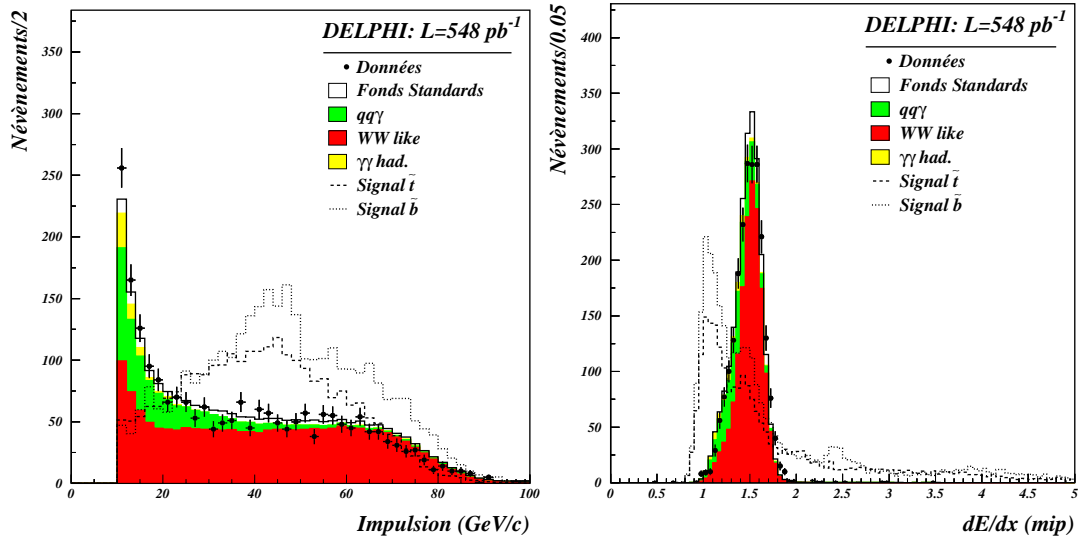 Névènements/2
DELPHI: L=548 pb⁻¹
Données
Fonds Standards
qqγ
WW like
γγ had.
Signal t̃
Signal b̃
350
300
250
200
150
100
50
0
0 20 40 60 80 100
Impulsion (GeV/c)
Névènements/0.05
DELPHI: L=548 pb⁻¹
Données
Fonds Standards
qqγ
WW like
γγ had.
Signal t̃
Signal b̃
400
350
300
250
200
150
100
50
0
0 0.5 1 1.5 2 2.5 3 3.5 4 4.5 5
dE/dx (mip)